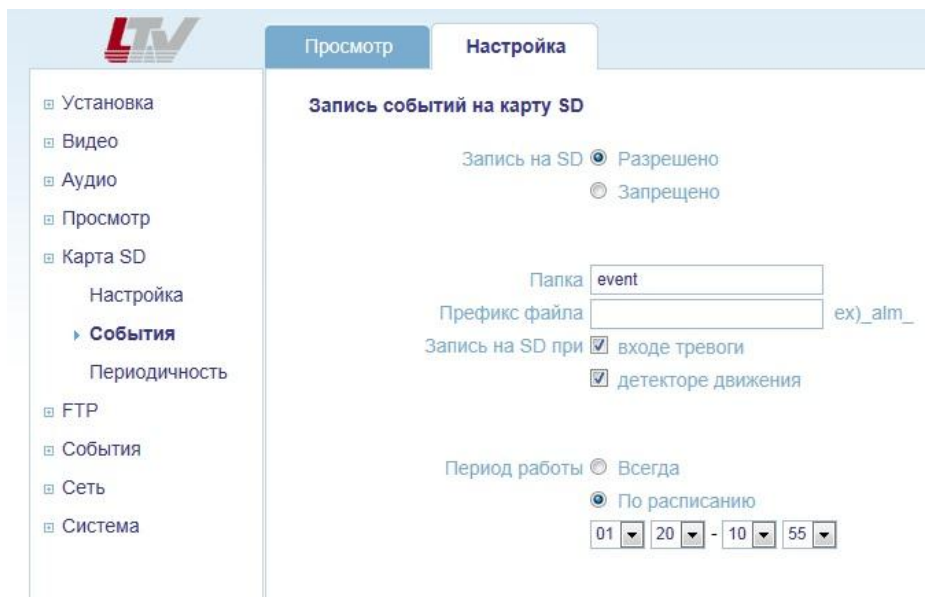 LTV
Просмотр
Настройка
Установка
Видео
Аудио
Просмотр
Карта SD
Настройка
События
Периодичность
FTP
События
Сеть
Система
Запись событий на карту SD
Запись на SD Разрешено
Запрещено
Папка event
Префикс файла ex)_alm_
Запись на SD при входе тревоги
детекторе движения
Период работы Всегда
По расписанию
01 20 - 10 55